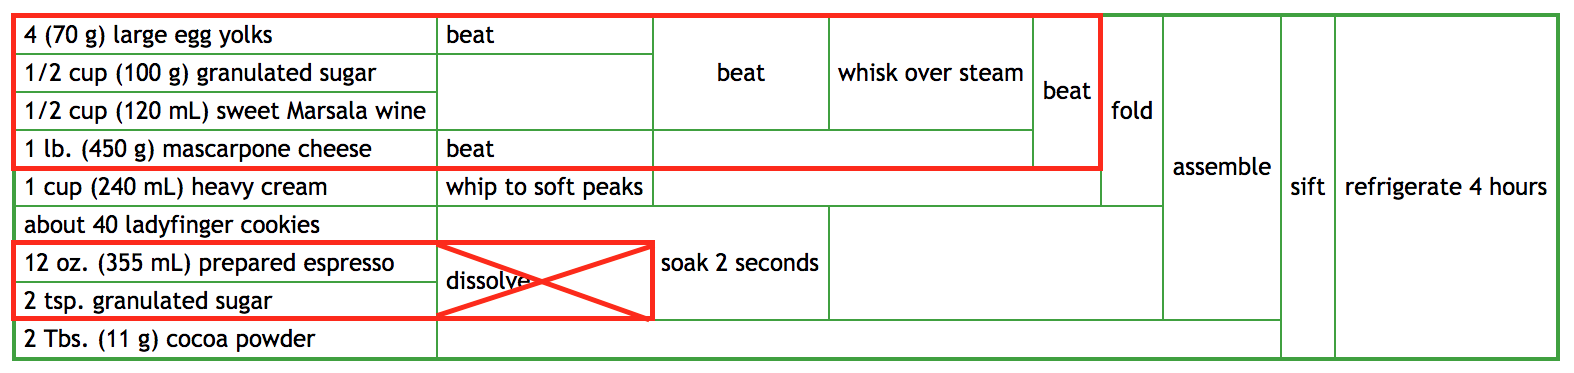 4 (70 g) large egg yolks
beat
1/2 cup (100 g) granulated sugar
beat
whisk over steam
1/2 cup (120 mL) sweet Marsala wine
beat
fold
1 lb. (450 g) mascarpone cheese
beat
assemble
1 cup (240 mL) heavy cream
whip to soft peaks
sift
refrigerate 4 hours
about 40 ladyfinger cookies
12 oz. (355 mL) prepared espresso
dissolve
soak 2 seconds
2 tsp. granulated sugar
2 Tbs. (11 g) cocoa powder